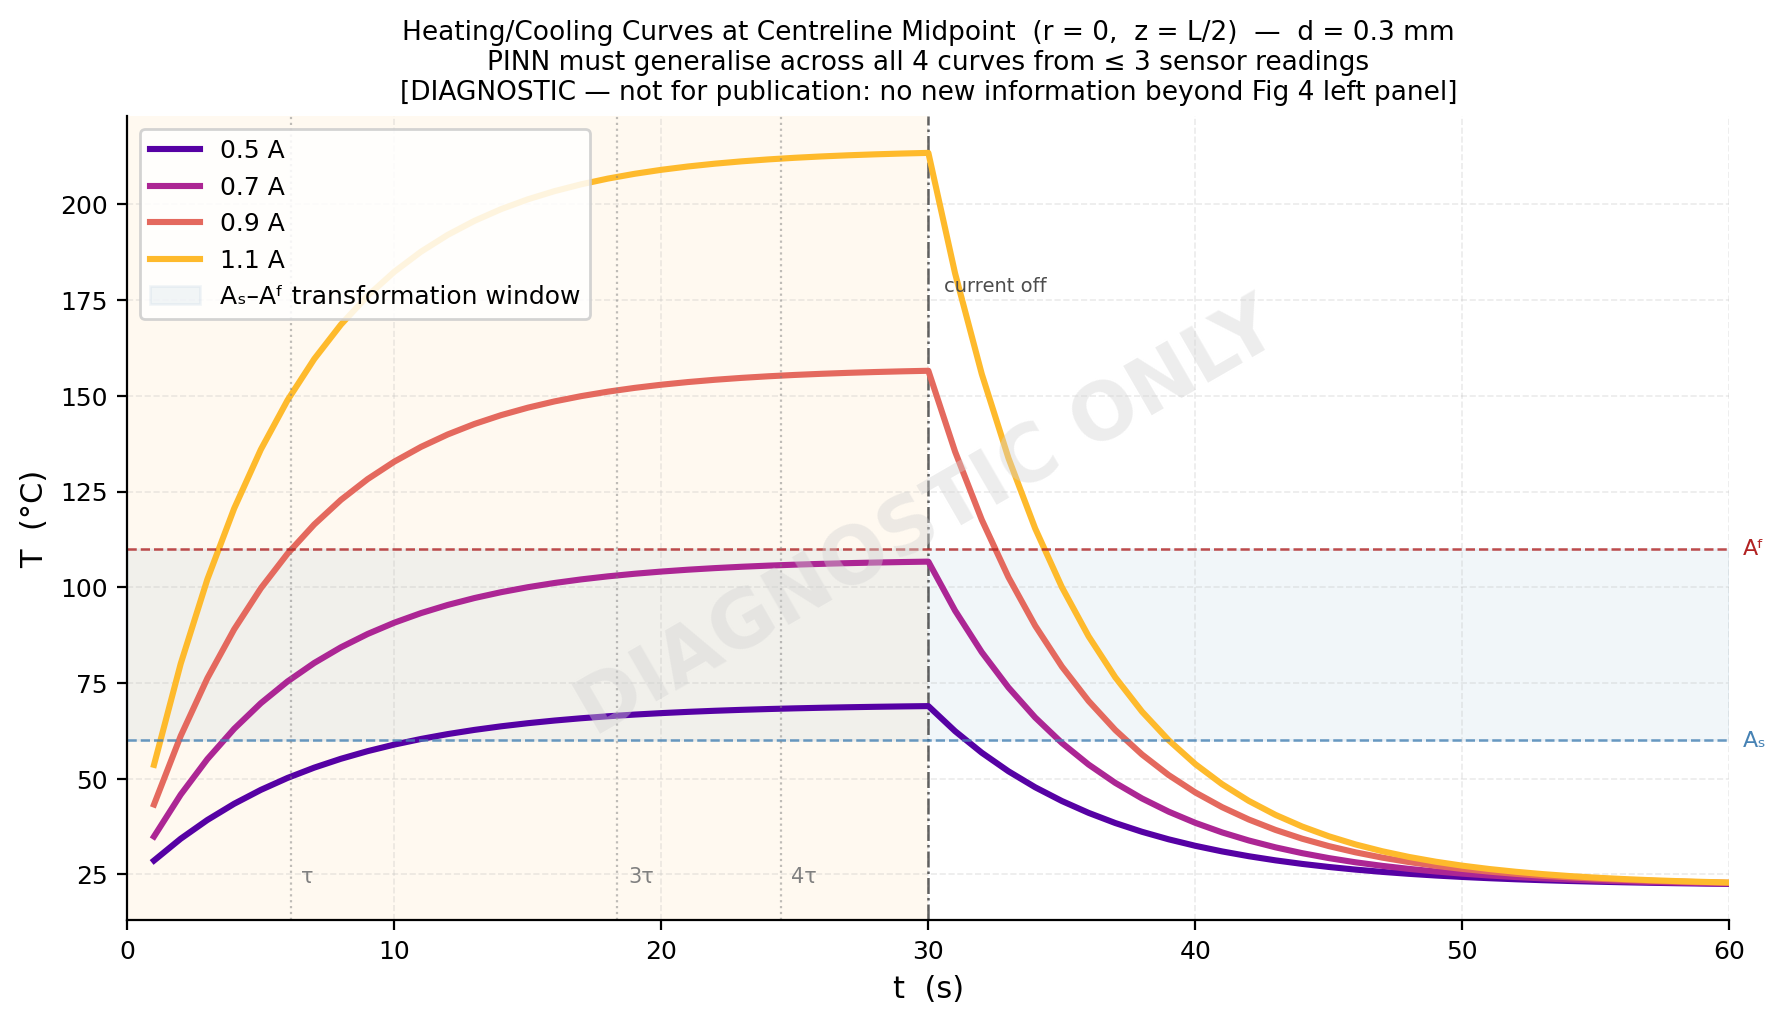 Heating/Cooling Curves at Centreline Midpoint (r = 0, z = L/2) — d = 0.3 mm
PINN must generalise across all 4 curves from ≤ 3 sensor readings
[DIAGNOSTIC — not for publication: no new information beyond Fig 4 left panel]
0.5 A
0.7 A
0.9 A
1.1 A
Aₛ–Aᶠ transformation window
current off
DIAGNOSTIC ONLY
Aᶠ
Aₛ
τ
3τ
4τ
T (°C)
200
175
150
125
100
75
50
25
0
10
20
30
40
50
60
t (s)